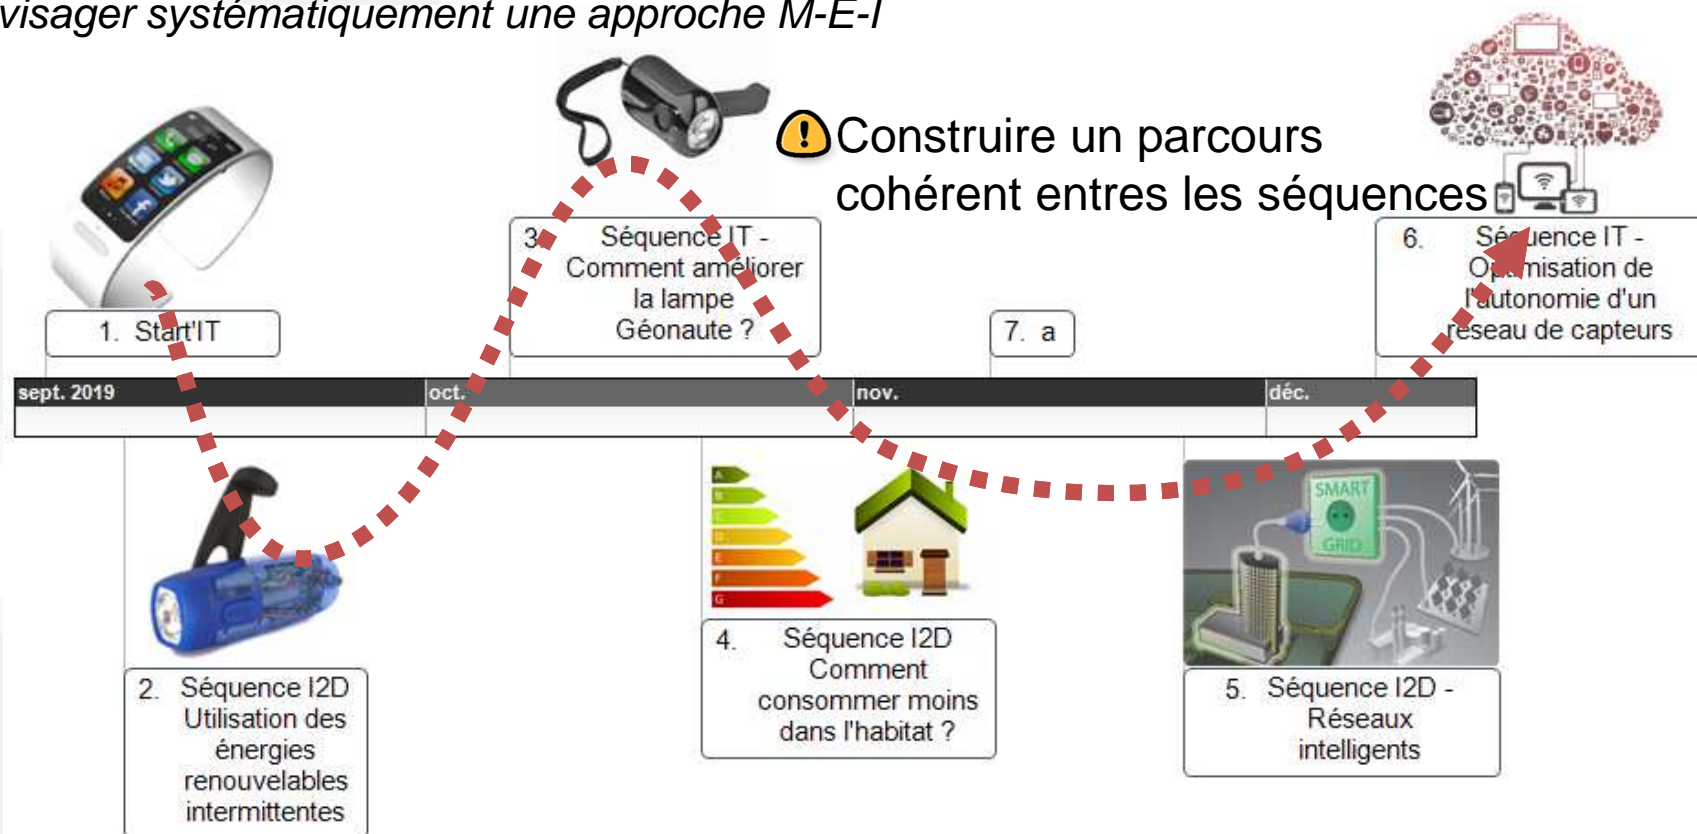 visager systématiquement une approche M-E-I
Construire un parcours
cohérent entres les séquences
1. Start'IT
3. Séquence IT -
Comment améliorer
la lampe
Géonaute ?
7. a
6. Séquence IT -
Optimisation de
l'autonomie d'un
réseau de capteurs
sept. 2019
oct.
nov.
déc.
A
B
C
D
E
F
G
SMART
GRID
2. Séquence I2D
Utilisation des
énergies
renouvelables
intermittentes
4. Séquence I2D
Comment
consommer moins
dans l'habitat ?
5. Séquence I2D -
Réseaux
intelligents